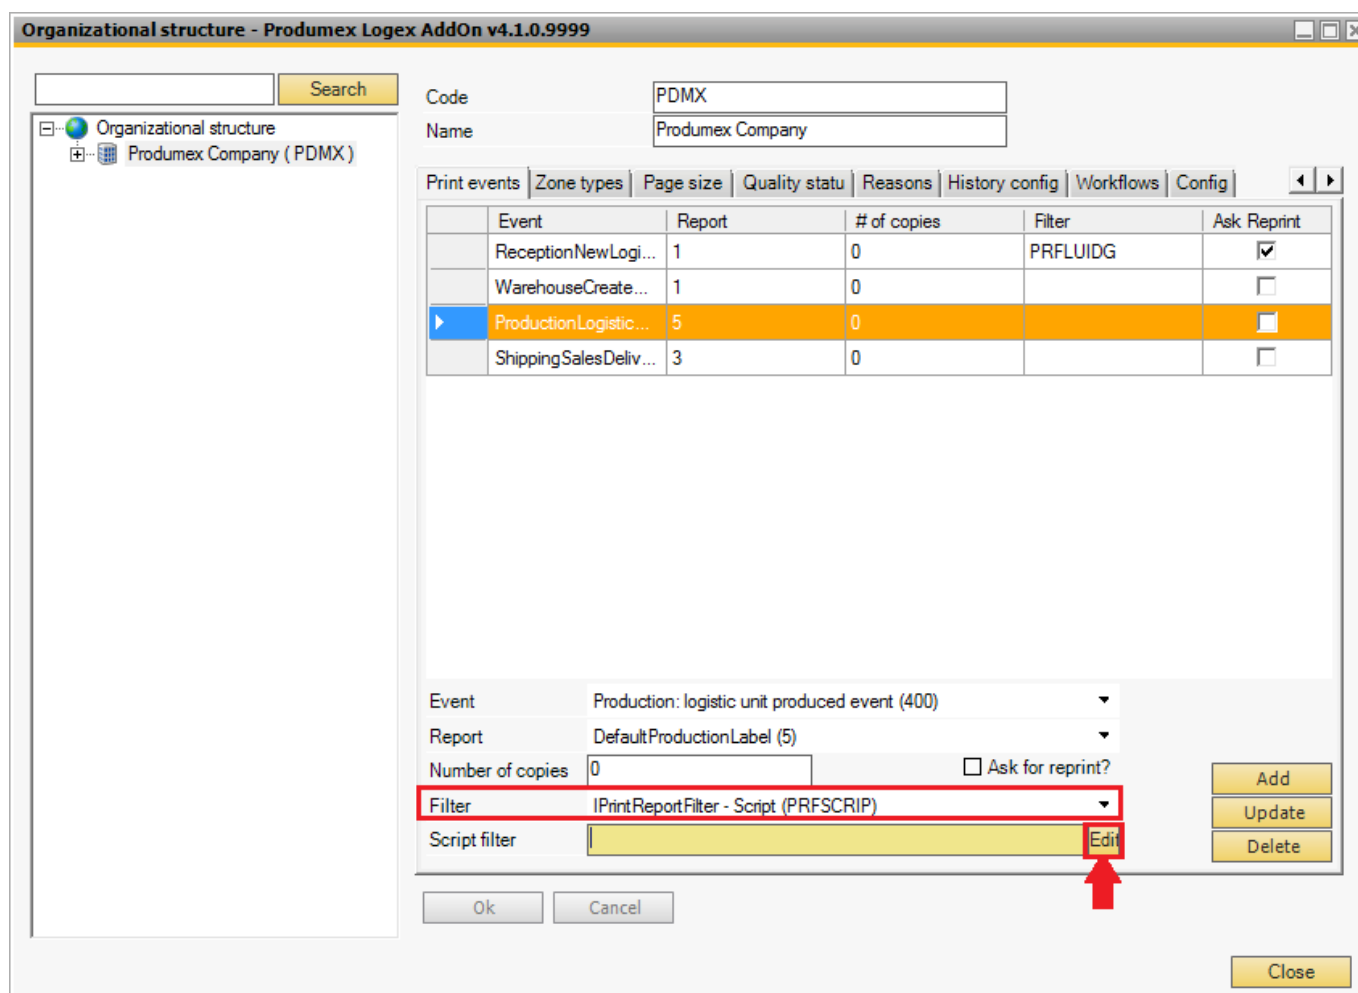 Organizational structure - Produmex Logex AddOn v4.1.0.9999
Search
Organizational structure
Produmex Company ( PDMX )
Code PDMX
Name Produmex Company
Print events Zone types Page size Quality statu Reasons History config Workflows Config
Event Report # of copies Filter Ask Reprint
ReceptionNewLogi... 1 0 PRFLUIDG
WarehouseCreate... 1 0
ProductionLogistic... 5 0
ShippingSalesDeliv... 3 0
Event Production: logistic unit produced event (400)
Report DefaultProductionLabel (5)
Number of copies 0 Ask for reprint?
Filter IPrintReportFilter - Script (PRFSCRIP)
Script filter Edit
Add
Update
Delete
Ok Cancel
Close